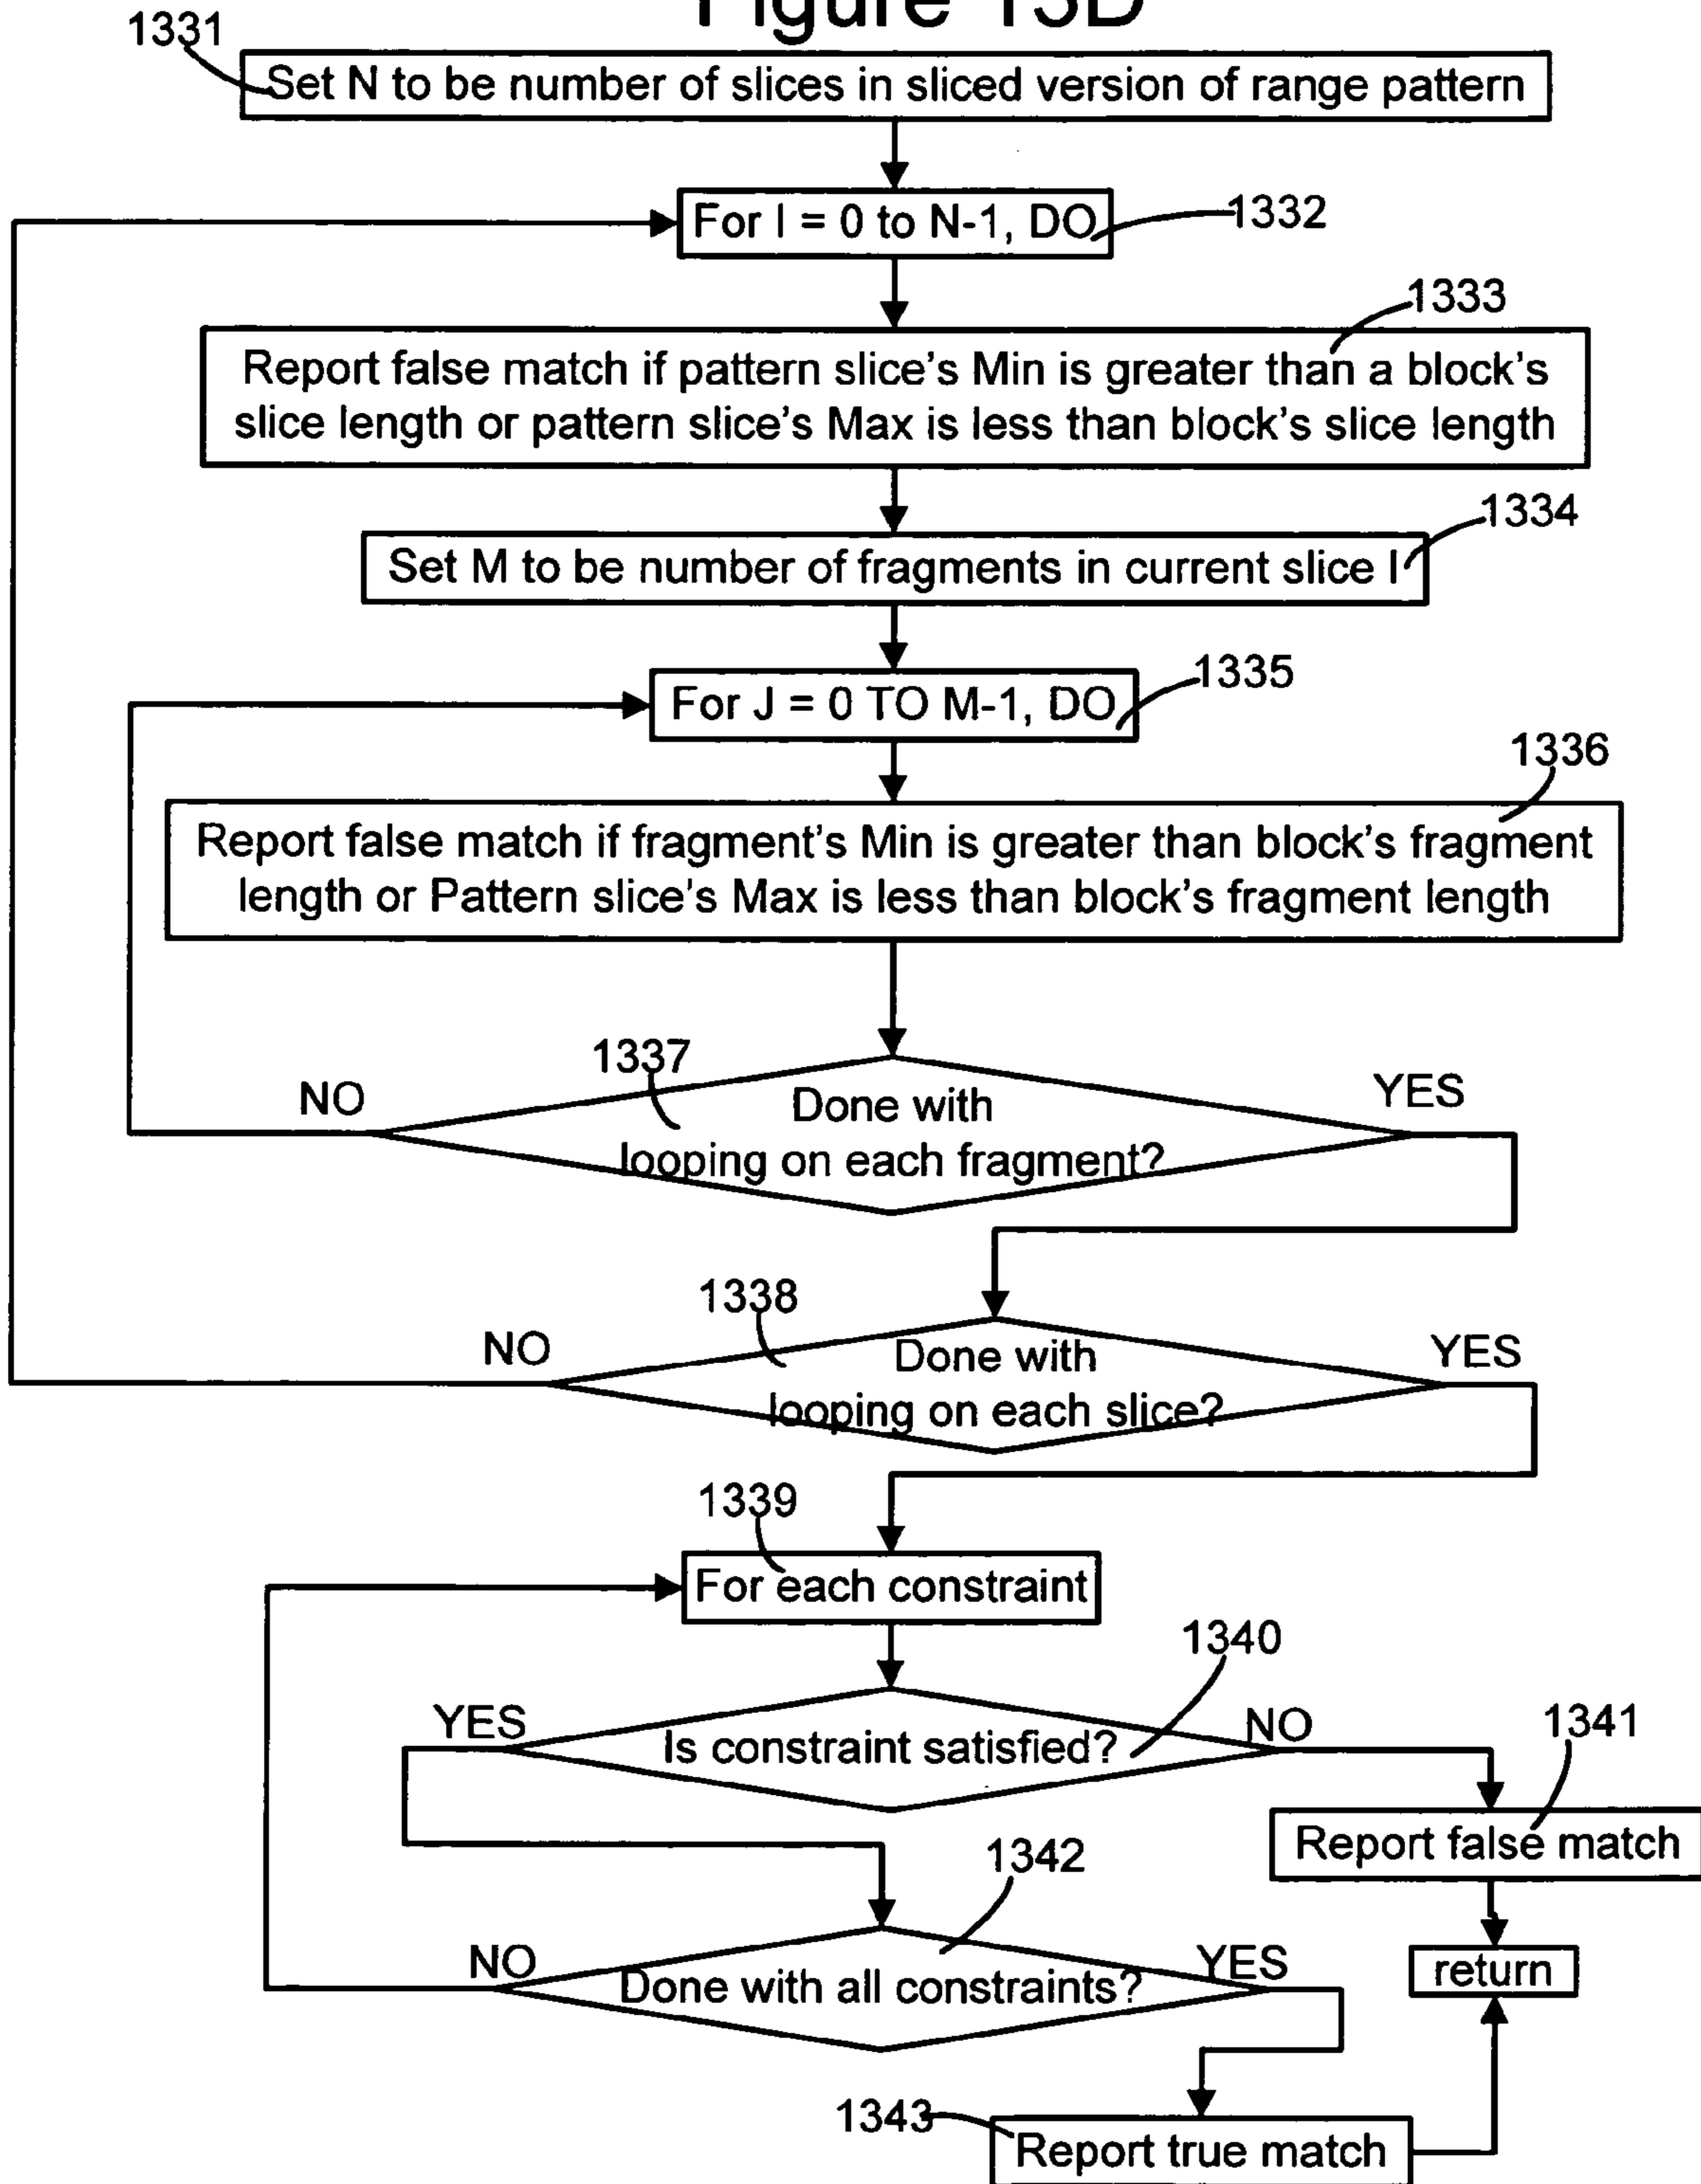 Figure 13D
1331
Set N to be number of slices in sliced version of range pattern
For I = 0 to N-1, DO
1332
1333
Report false match if pattern slice's Min is greater than a block's
slice length or pattern slice's Max is less than block's slice length
1334
Set M to be number of fragments in current slice I
1335
For J = 0 TO M-1, DO
1336
Report false match if fragment's Min is greater than block's fragment
length or Pattern slice's Max is less than block's fragment length
1337
NO
YES
Done with
looping on each fragment?
1338
NO
YES
Done with
looping on each slice?
1339
For each constraint
1340
YES
NO
Is constraint satisfied?
1341
Report false match
1342
NO
YES
Done with all constraints?
return
1343
Report true match